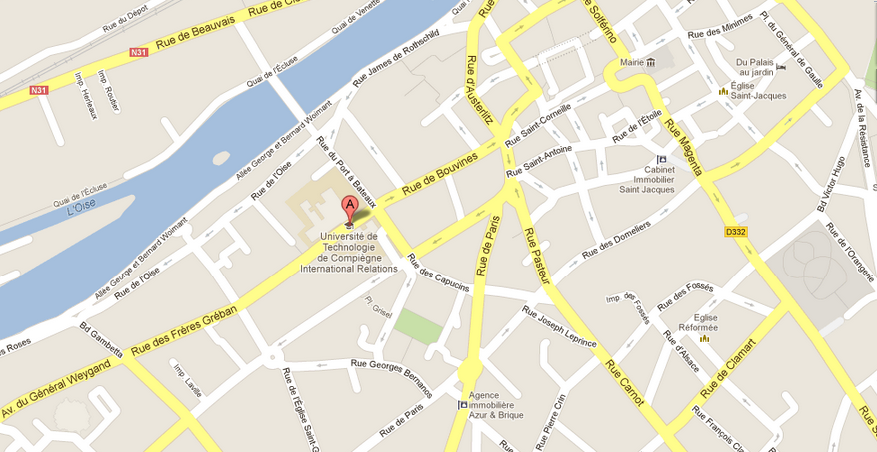 Rue du Dépot
N31
Rue de Beauvais
Rue de Cl
Quai de Venette
Quai
Rue
e Solférino
Rue des Minimes
Pl. du Général de Gaulle
N31
Imp. Herleaux
Imp. Routier
Quai de l'Écluse
Rue James de Rothschild
Rue d'Austerlitz
Mairie
Du Palais
au jardin
Église
Saint-Jacques
Av. de la Résistance
Allée George et Bernard Woimant
Rue Saint-Corneille
Rue de l'Étoile
Rue Magenta
Rue du Port à Bateaux
Rue de l'Oise
Rue de Bouvines
Rue Saint-Antoine
Cabinet
Immobilier
Saint Jacques
Bd Victor Hugo
S
Quai de l'Écluse
L'Oise
A
Université de
Technologie
de Compiègne
International Relations
Rue de Paris
Rue Pasteur
Rue des Domeliers
D332
Rue de l'Orangerie
Allée George et Bernard Woimant
Rue de l'Oise
Rue des Capucins
Pl Grisel
Imp. des Fossés
Rue des Fossés
Eglise
Réformée
es Roses
Bd Gambetta
Rue des Frères Gréban
Rue Joseph Leprince
Rue d'Alsace
Rue de Clamart
Av. du Général Weygand
Imp. Laville
Rue Georges Bernanos
Rue Carnot
Rue de l'Église Saint-G
Rue de Paris
Agence
immobilière
Azur & Brique
Rue Pierre Crin
Rue François Cl
Rue S